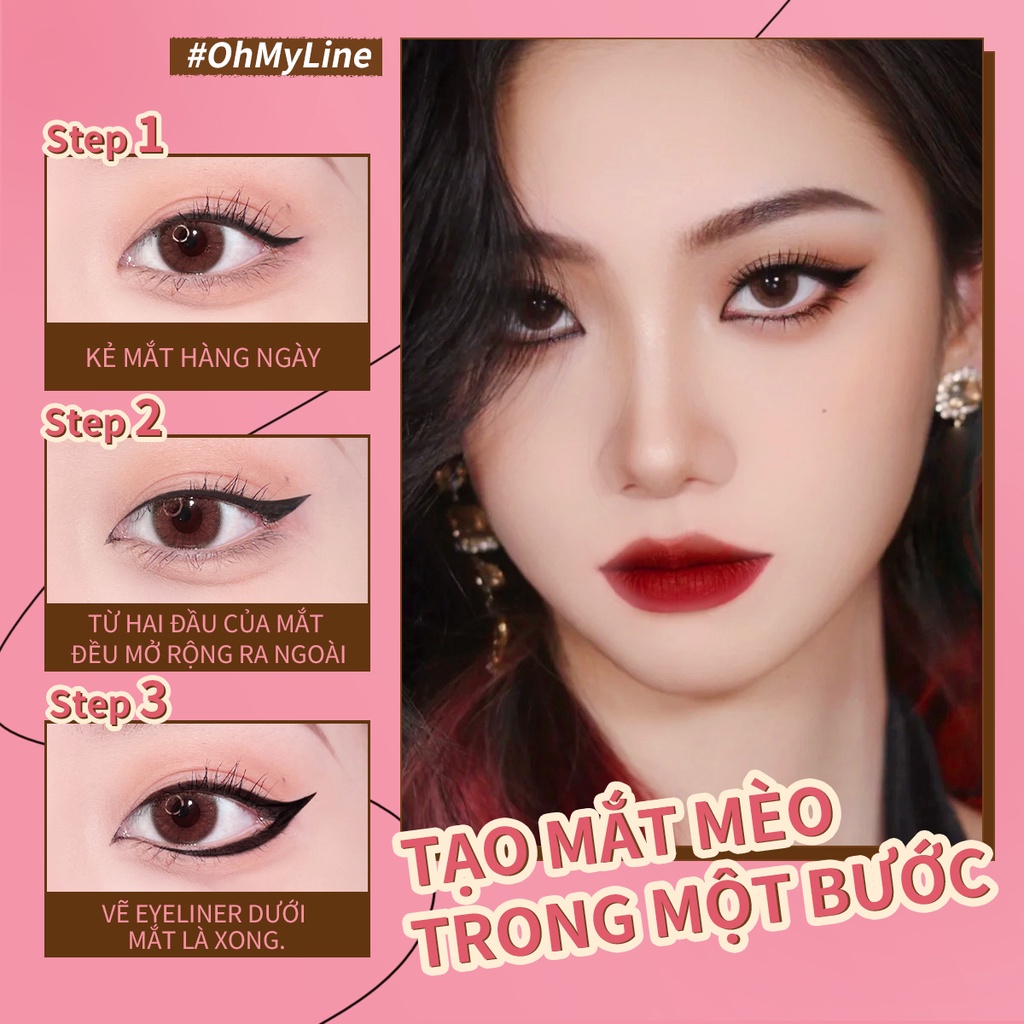 #OhMyLine
Step 1
KẺ MẮT HÀNG NGÀY
Step 2
TỪ HAI ĐẦU CỦA MẮT
ĐỀU MỞ RỘNG RA NGOÀI
Step 3
VẼ EYELINER DƯỚI
MẮT LÀ XONG.
TẠO MẮT MÈO
TRONG MỘT BƯỚC